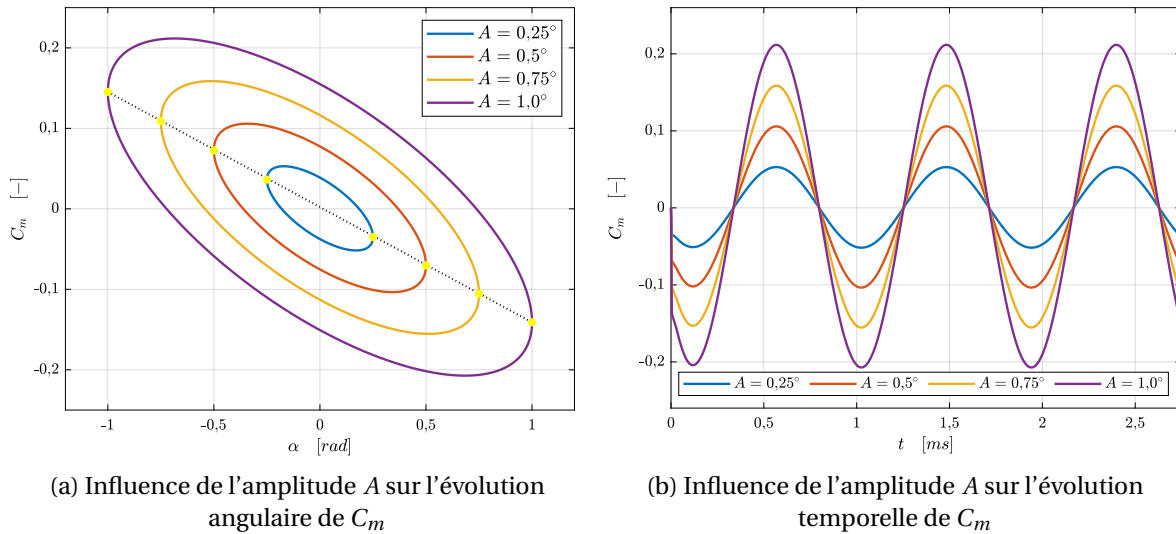 0,2
0,1
0
-0,1
-0,2
C_m [−]
-1
-0,5
0
0,5
1
α [rad]
A = 0,25°
A = 0,5°
A = 0,75°
A = 1,0°
(a) Influence de l'amplitude A sur l'évolution
angulaire de C_m
0,2
0,1
0
-0,1
-0,2
C_m [−]
A = 0,25°
A = 0,5°
A = 0,75°
A = 1,0°
0
0,5
1
1,5
2
2,5
t [ms]
(b) Influence de l'amplitude A sur l'évolution
temporelle de C_m